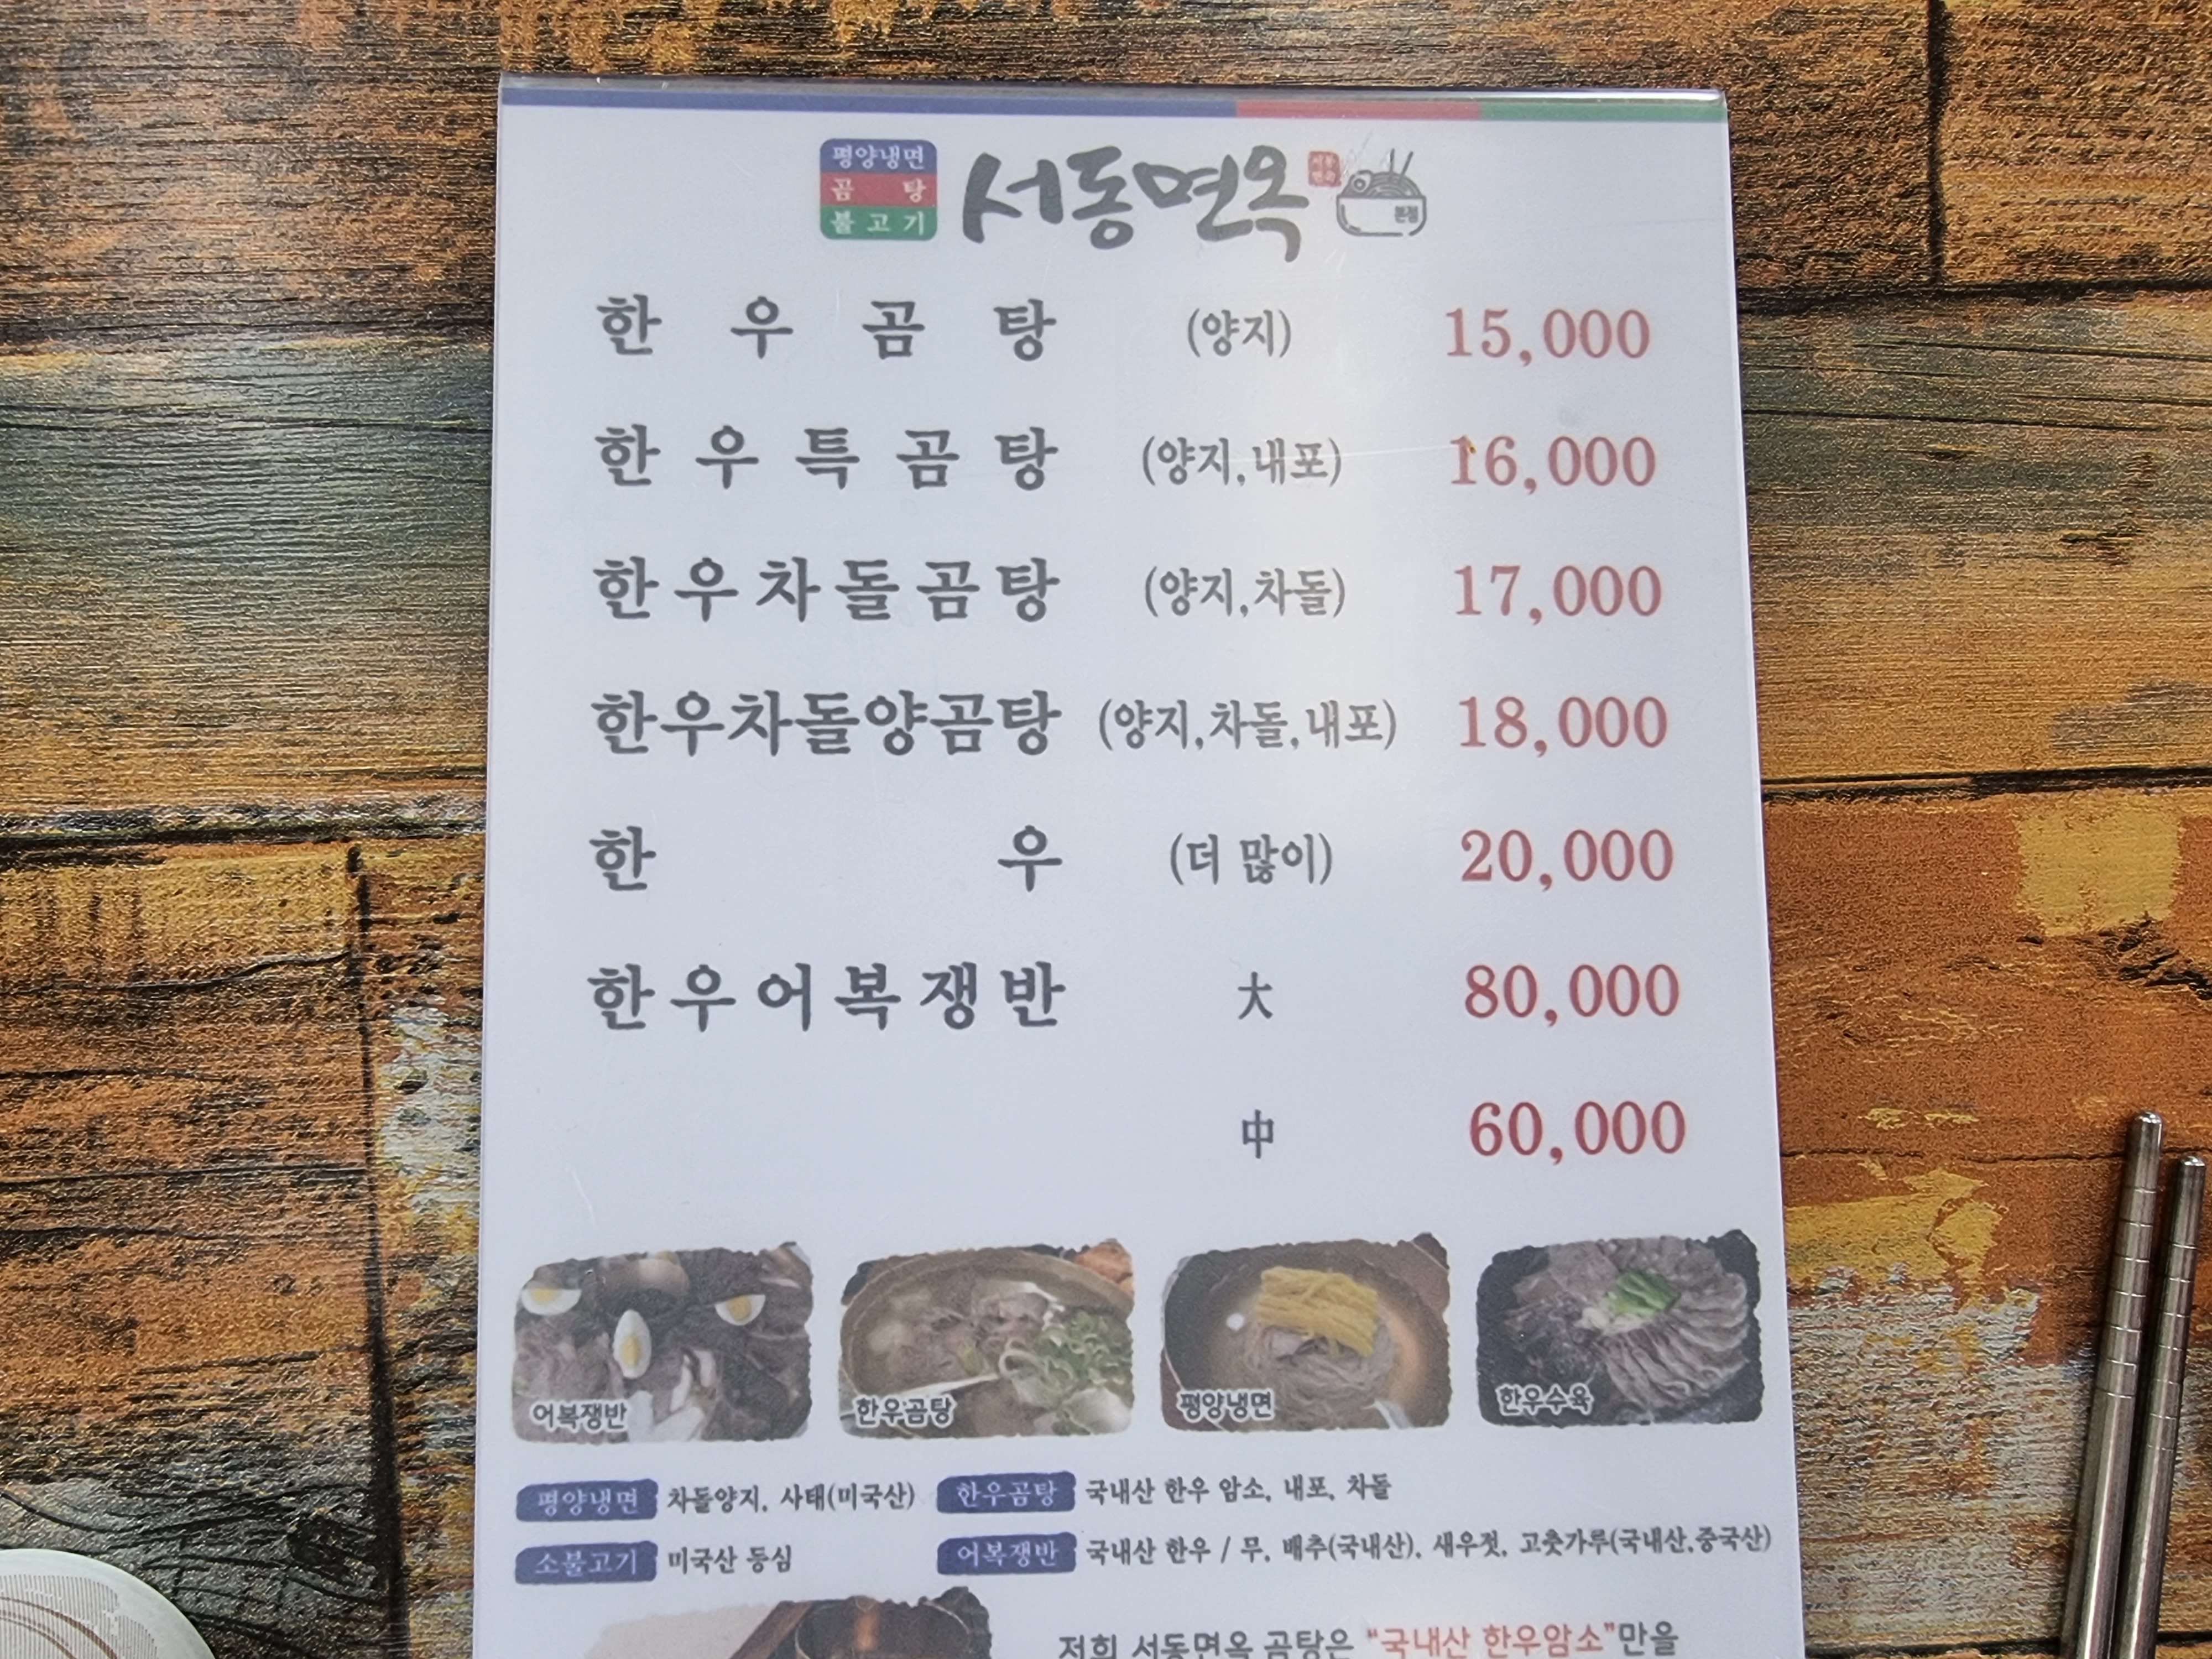 평양냉면
곰 탕
불고기
서동면옥
서동
면옥
본점
한우곰탕 (양지) 15,000
한우특곰탕 (양지,내포) 16,000
한우차돌곰탕 (양지,차돌) 17,000
한우차돌양곰탕 (양지,차돌,내포) 18,000
한우 (더 많이) 20,000
한우어복쟁반 大 80,000
中 60,000
어복쟁반 한우곰탕 평양냉면 한우수육
평양냉면 차돌양지, 사태(미국산) 한우곰탕 국내산 한우 암소, 내포, 차돌
소불고기 미국산 등심 어복쟁반 국내산 한우 / 무, 배추(국내산), 새우젓, 고춧가루(국내산,중국산)
저희 서동면옥 곰탕은 "국내산 한우암소"만을